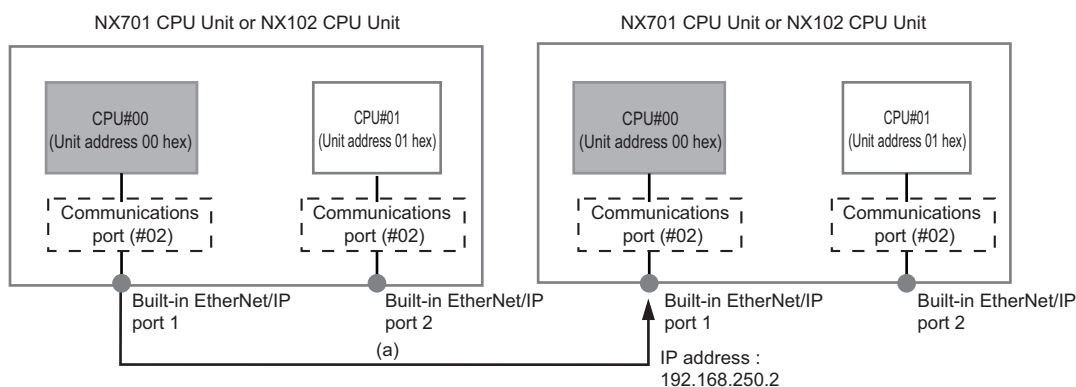 NX701 CPU Unit or NX102 CPU Unit
CPU#00
(Unit address 00 hex)
CPU#01
(Unit address 01 hex)
Communications
port (#02)
Communications
port (#02)
Built-in EtherNet/IP
port 1
Built-in EtherNet/IP
port 2
(a)
NX701 CPU Unit or NX102 CPU Unit
CPU#00
(Unit address 00 hex)
CPU#01
(Unit address 01 hex)
Communications
port (#02)
Communications
port (#02)
Built-in EtherNet/IP
port 1
Built-in EtherNet/IP
port 2
IP address :
192.168.250.2